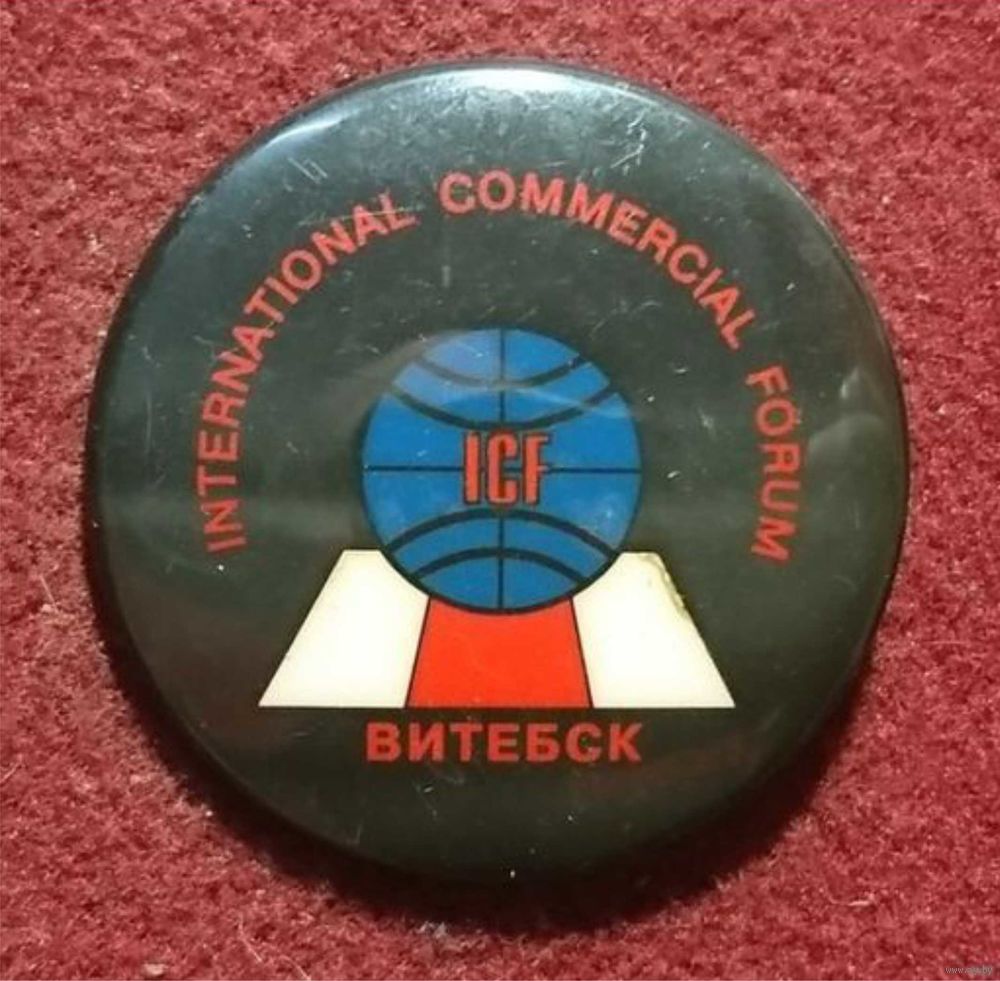 INTERNATIONAL COMMERCIAL FORUM
ICF
ВИТЕБСК